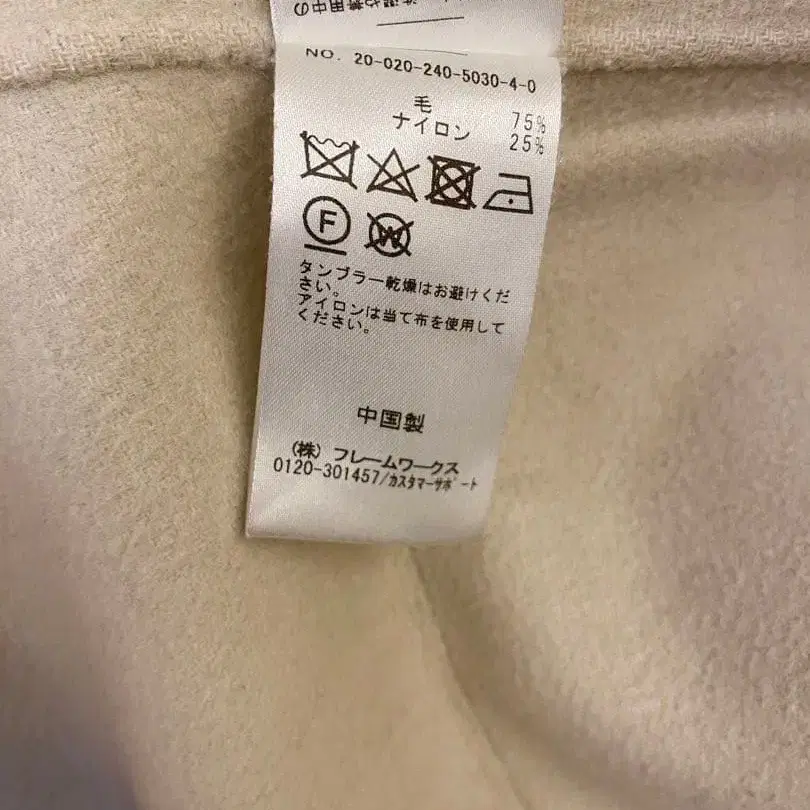 NO. 20-020-240-5030-4-0
毛 75%
ナイロン 25%
F
W
タンブラー乾燥はお避けくだ
さい。
アイロンは当て布を使用して
ください。
中国製
(株) フレームワークス
0120-301457/カスタマーサポート